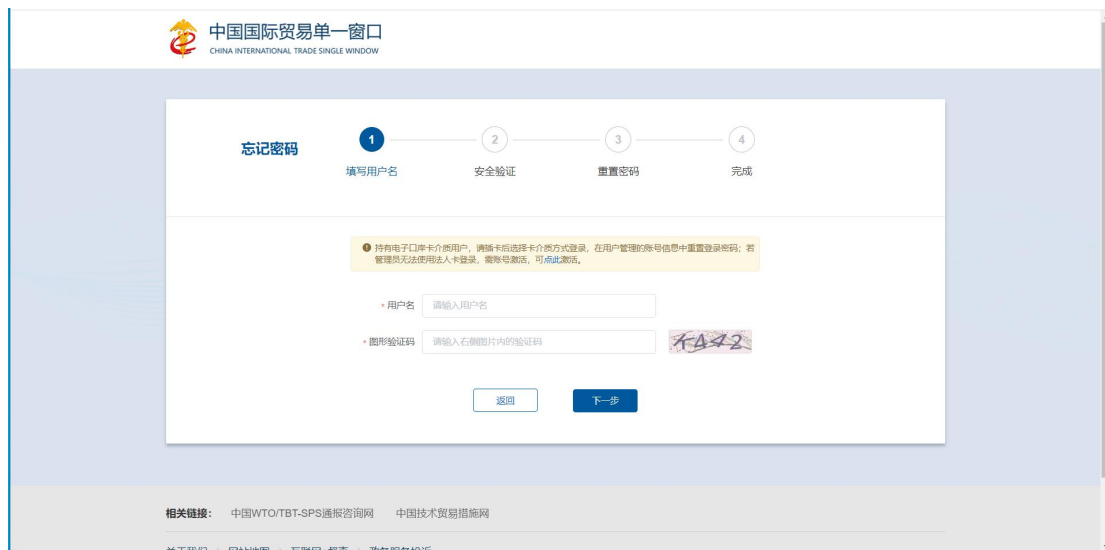 中国国际贸易单一窗口
CHINA INTERNATIONAL TRADE SINGLE WINDOW
忘记密码
1
2
3
4
填写用户名
安全验证
重置密码
完成
持有电子口岸卡介质用户，请插卡后选择卡介质方式登录，在用户管理的账号信息中重置登录密码；若
管理员无法使用法人卡登录，需账号激活，可点此激活。
* 用户名 请输入用户名
* 图形验证码 请输入右侧图片内的验证码
返回 下一步
相关链接： 中国WTO/TBT-SPS通报咨询网 中国技术贸易措施网